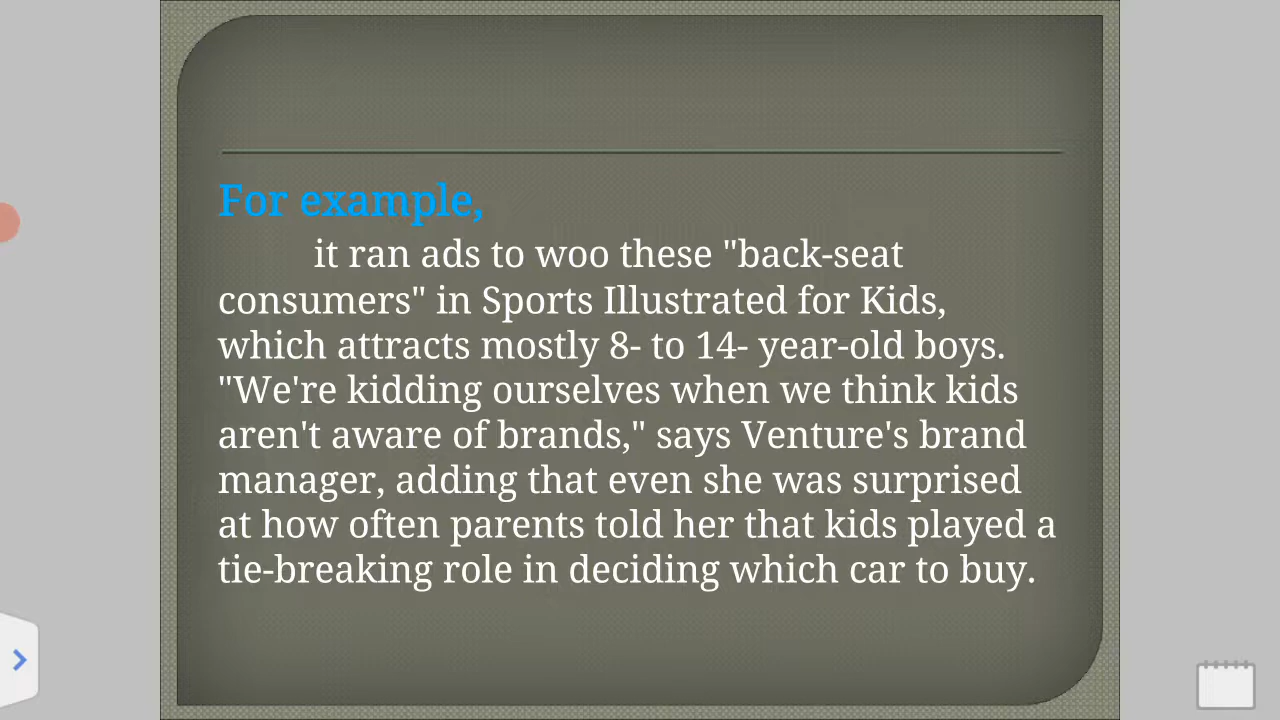 For example,
it ran ads to woo these "back-seat
consumers" in Sports Illustrated for Kids,
which attracts mostly 8- to 14- year-old boys.
"We're kidding ourselves when we think kids
aren't aware of brands," says Venture's brand
manager, adding that even she was surprised
at how often parents told her that kids played a
tie-breaking role in deciding which car to buy.